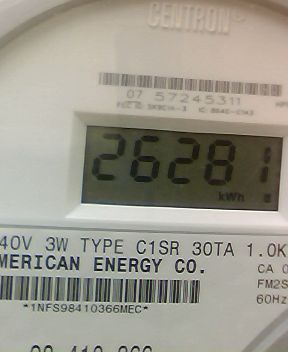 CENTRON®
07 57245311
26281
kWh
40V 3W TYPE C1SR 30TA 1.0K
MERICAN ENERGY CO.
CA 0
FM2S
60Hz
*1NFS98410366MEC*